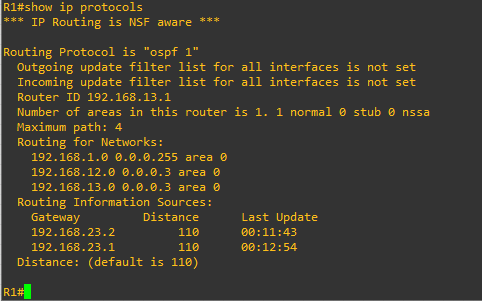 R1#show ip protocols
*** IP Routing is NSF aware ***
Routing Protocol is "ospf 1"
Outgoing update filter list for all interfaces is not set
Incoming update filter list for all interfaces is not set
Router ID 192.168.13.1
Number of areas in this router is 1. 1 normal 0 stub 0 nssa
Maximum path: 4
Routing for Networks:
192.168.1.0 0.0.0.255 area 0
192.168.12.0 0.0.0.3 area 0
192.168.13.0 0.0.0.3 area 0
Routing Information Sources:
Gateway Distance Last Update
192.168.23.2 110 00:11:43
192.168.23.1 110 00:12:54
Distance: (default is 110)
R1#